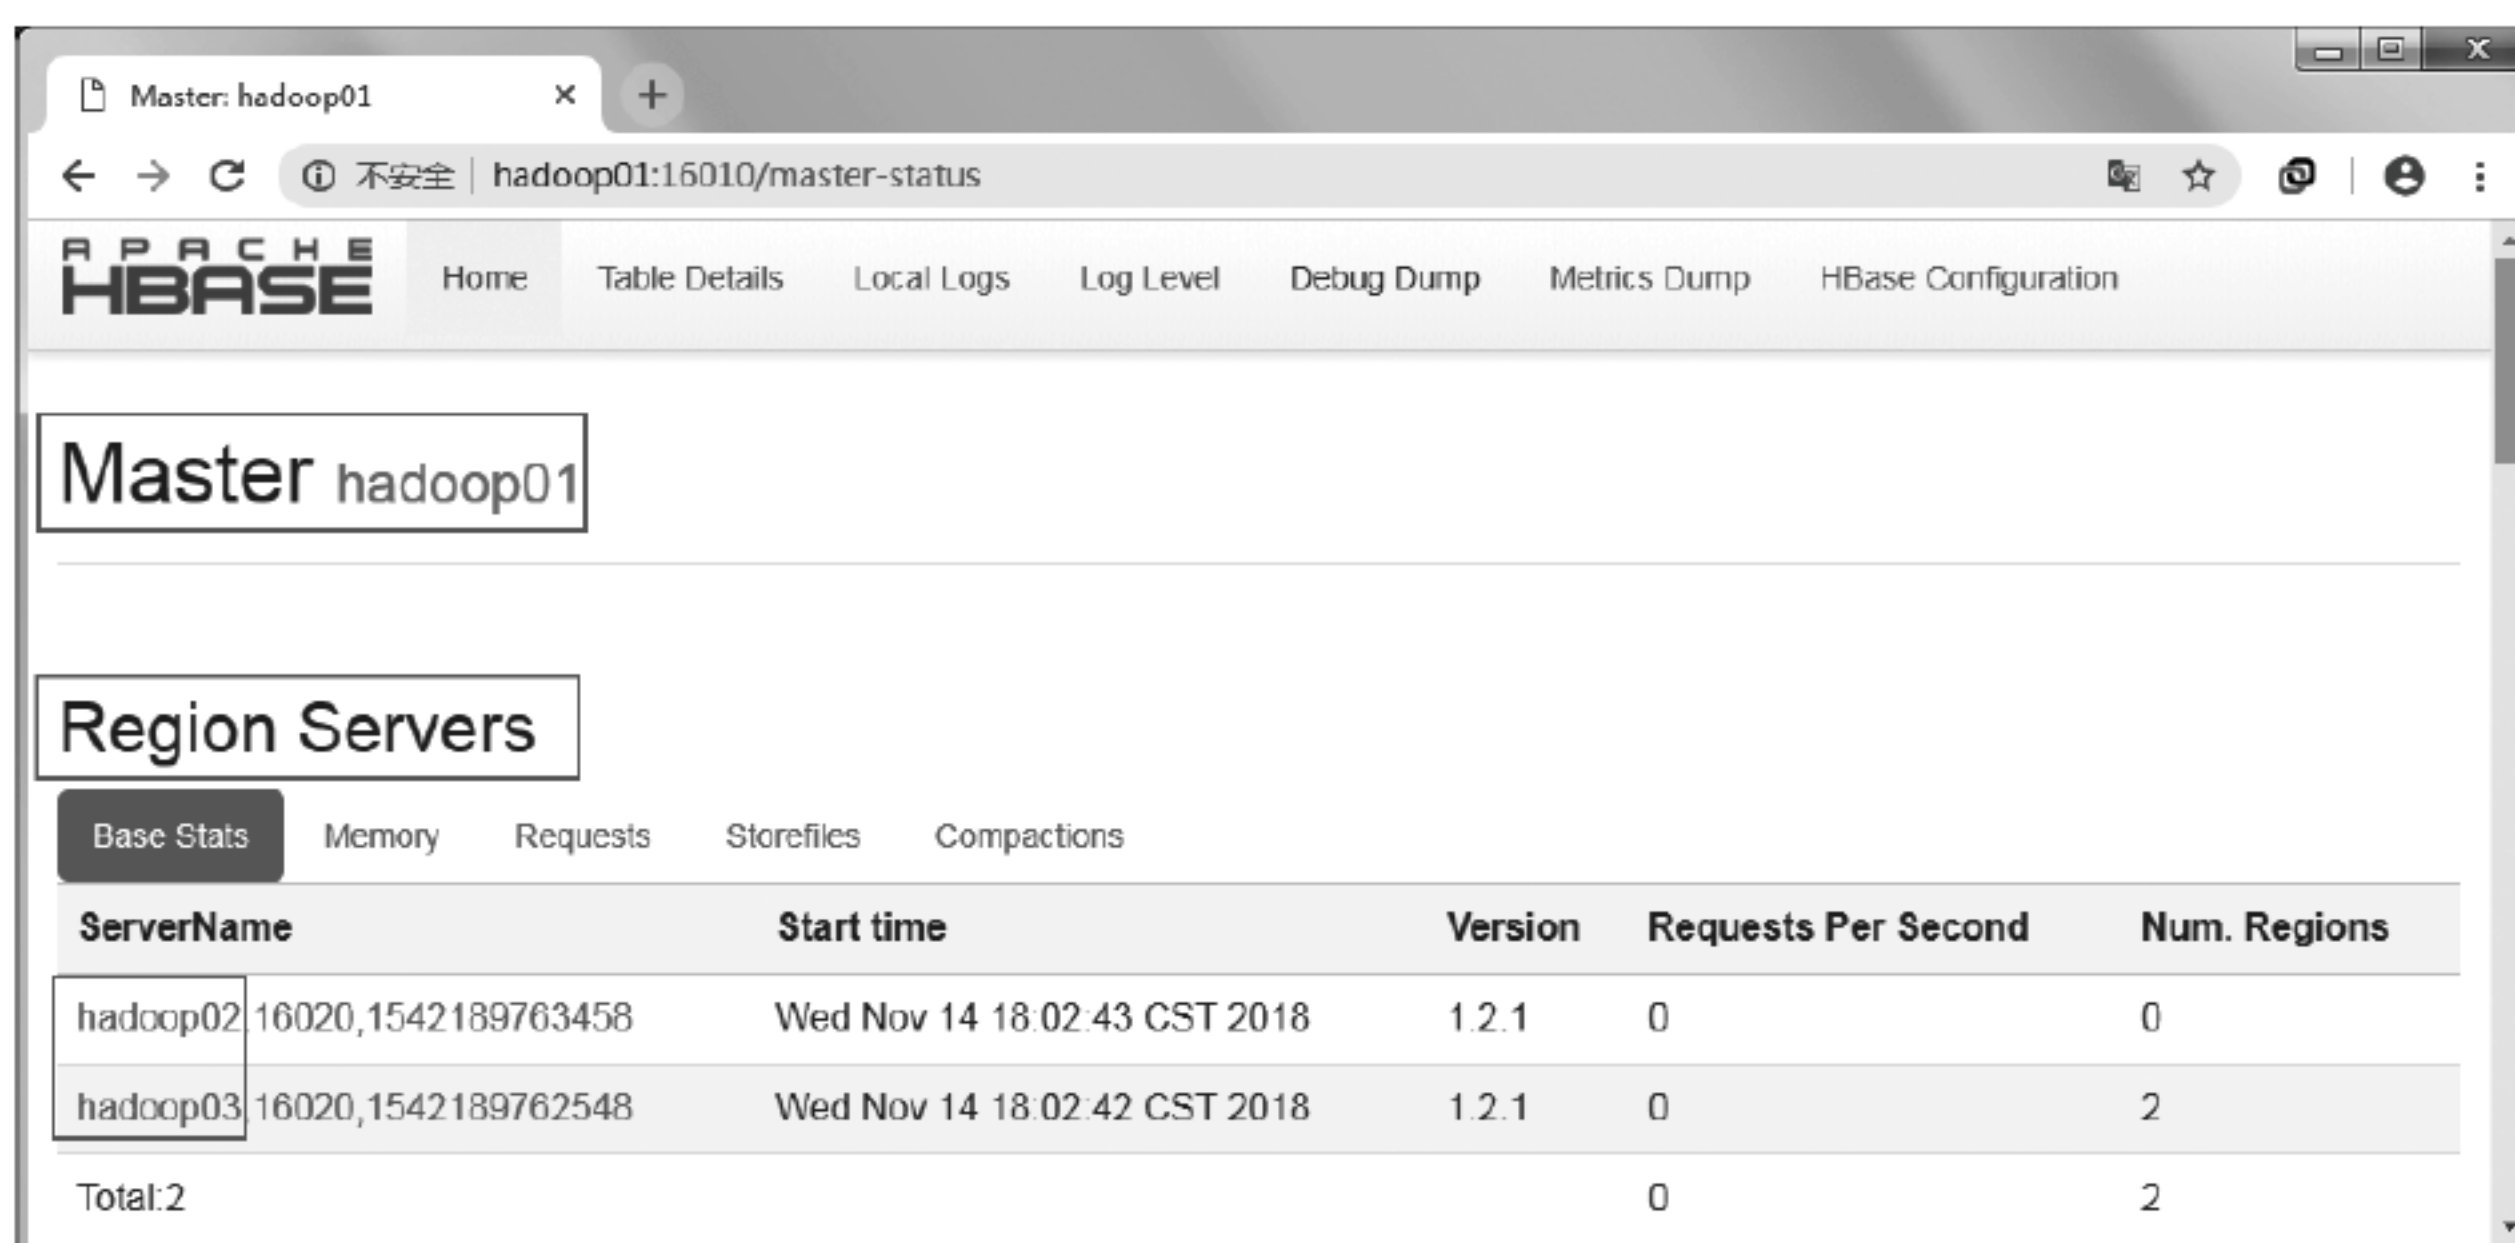 Master: hadoop01
不安全 hadoop01:16010/master-status
APACHE
HBASE Home Table Details Local Logs Log Level Debug Dump Metrics Dump HBase Configuration
Master hadoop01
Region Servers
Base Stats Memory Requests Storefiles Compactions
ServerName Start time Version Requests Per Second Num. Regions
hadoop02,16020,1542189763458 Wed Nov 14 18:02:43 CST 2018 1.2.1 0 0
hadoop03,16020,1542189762548 Wed Nov 14 18:02:42 CST 2018 1.2.1 0 2
Total:2 0 2